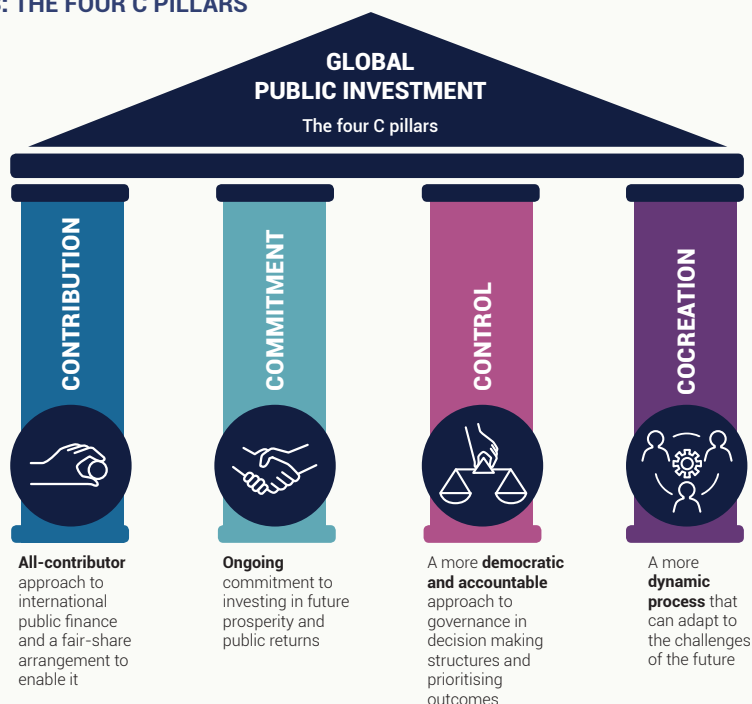 : THE FOUR C PILLARS
GLOBAL
PUBLIC INVESTMENT
The four C pillars
CONTRIBUTION
COMMITMENT
CONTROL
COCREATION
All-contributor
approach to
international
public finance
and a fair-share
arrangement to
enable it
Ongoing
commitment to
investing in future
prosperity and
public returns
A more democratic
and accountable
approach to
governance in
decision making
structures and
prioritising
outcomes
A more
dynamic
process that
can adapt to
the challenges
of the future